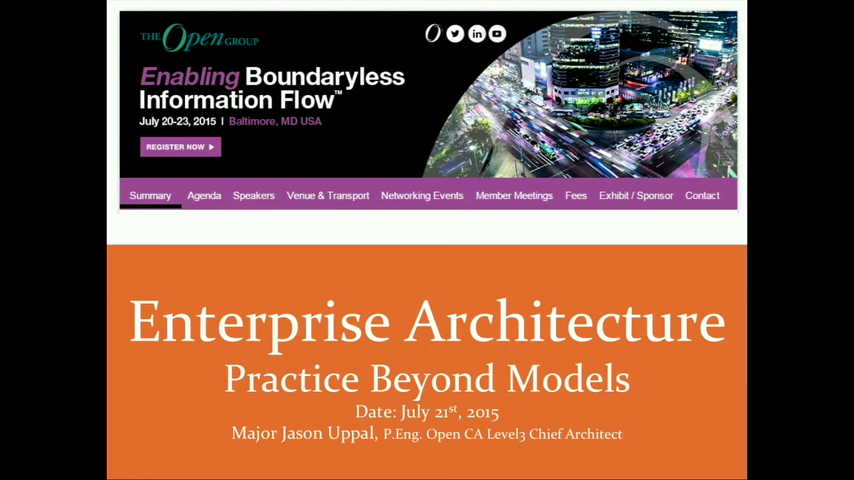 THE Open GROUP
Enabling Boundaryless
Information Flow™
July 20-23, 2015 | Baltimore, MD USA
REGISTER NOW
Summary Agenda Speakers Venue & Transport Networking Events Member Meetings Fees Exhibit / Sponsor Contact
Enterprise Architecture
Practice Beyond Models
Date: July 21st, 2015
Major Jason Uppal, P.Eng. Open CA Level3 Chief Architect